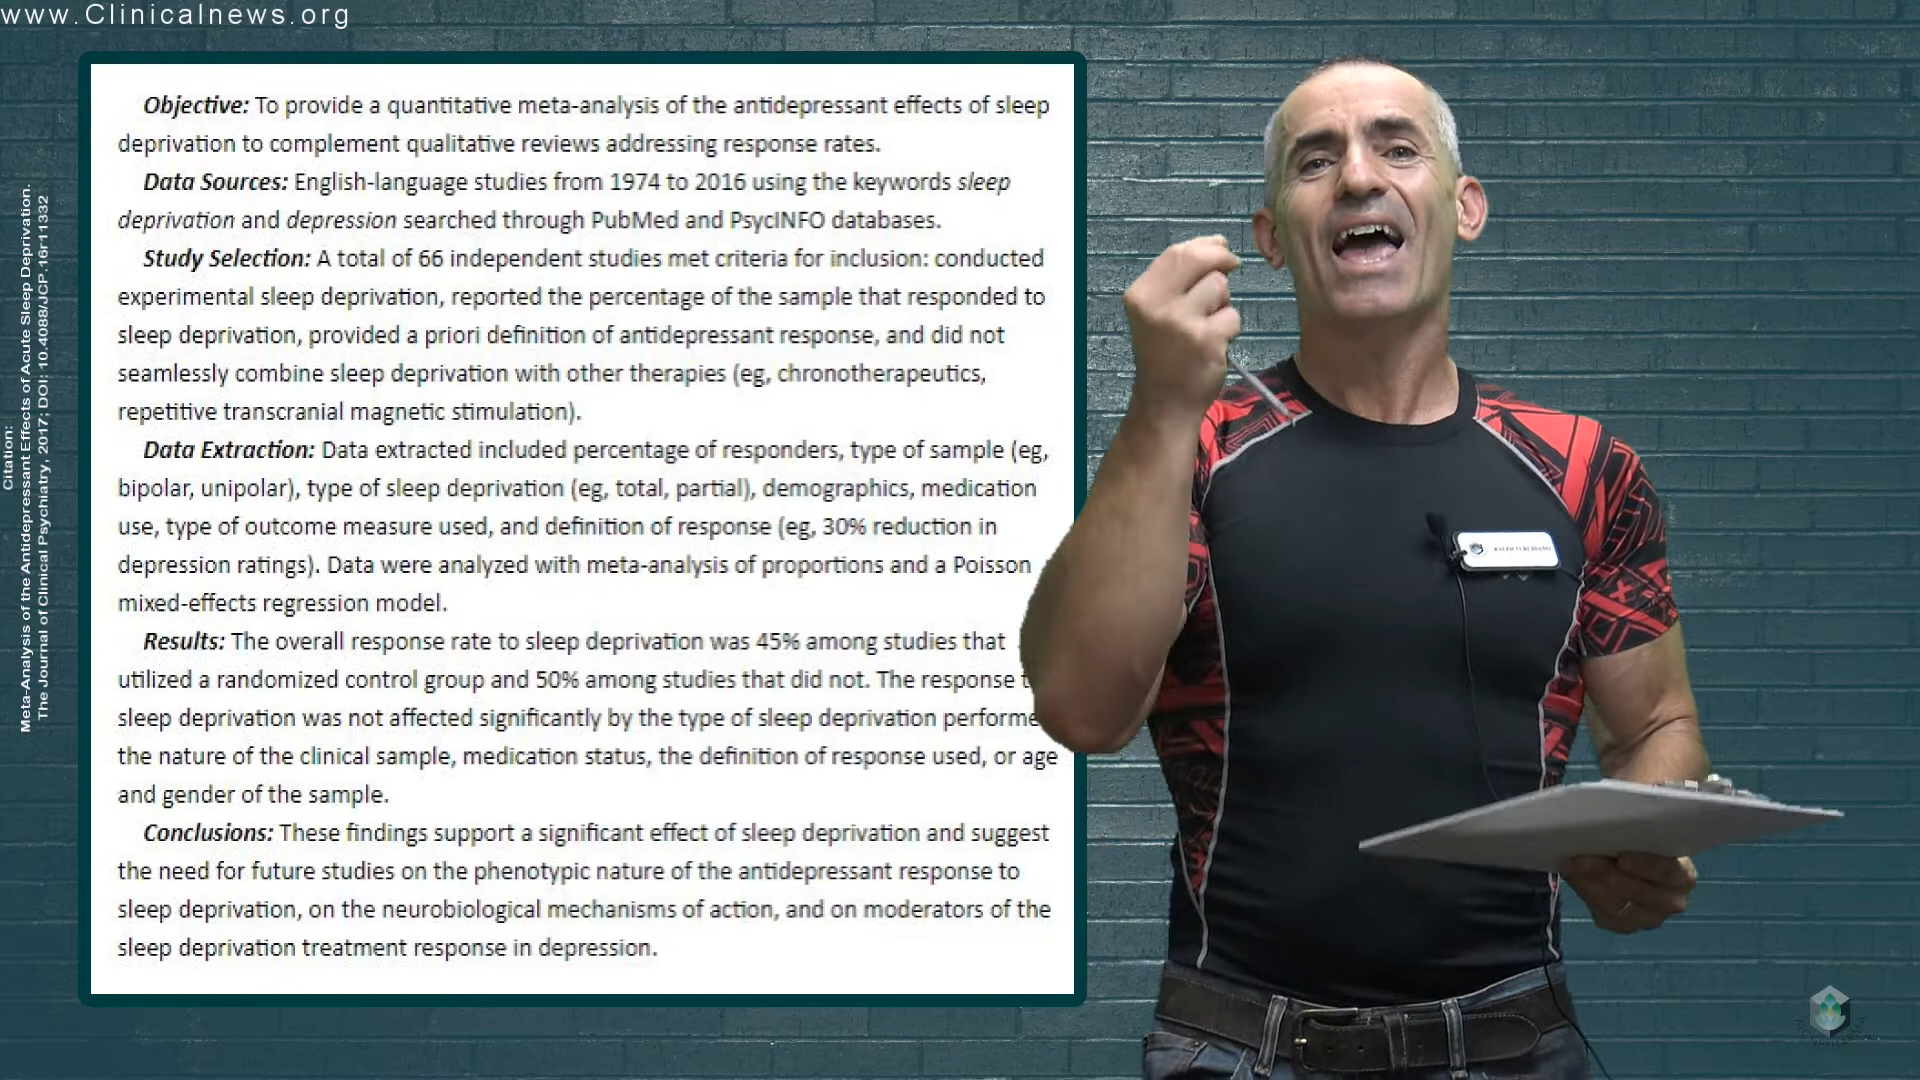 www.Clinicalnews.org
Citation:
Meta-Analysis of the Antidepressant Effects of Acute Sleep Deprivation.
The Journal of Clinical Psychiatry, 2017; DOI: 10.4088/JCP.16r11332
Objective: To provide a quantitative meta-analysis of the antidepressant effects of sleep
deprivation to complement qualitative reviews addressing response rates.
Data Sources: English-language studies from 1974 to 2016 using the keywords sleep
deprivation and depression searched through PubMed and PsycINFO databases.
Study Selection: A total of 66 independent studies met criteria for inclusion: conducted
experimental sleep deprivation, reported the percentage of the sample that responded to
sleep deprivation, provided a priori definition of antidepressant response, and did not
seamlessly combine sleep deprivation with other therapies (eg, chronotherapeutics,
repetitive transcranial magnetic stimulation).
Data Extraction: Data extracted included percentage of responders, type of sample (eg,
bipolar, unipolar), type of sleep deprivation (eg, total, partial), demographics, medication
use, type of outcome measure used, and definition of response (eg, 30% reduction in
depression ratings). Data were analyzed with meta-analysis of proportions and a Poisson
mixed-effects regression model.
Results: The overall response rate to sleep deprivation was 45% among studies that
utilized a randomized control group and 50% among studies that did not. The response
sleep deprivation was not affected significantly by the type of sleep deprivation performe
the nature of the clinical sample, medication status, the definition of response used, or age
and gender of the sample.
Conclusions: These findings support a significant effect of sleep deprivation and suggest
the need for future studies on the phenotypic nature of the antidepressant response to
sleep deprivation, on the neurobiological mechanisms of action, and on moderators of the
sleep deprivation treatment response in depression.